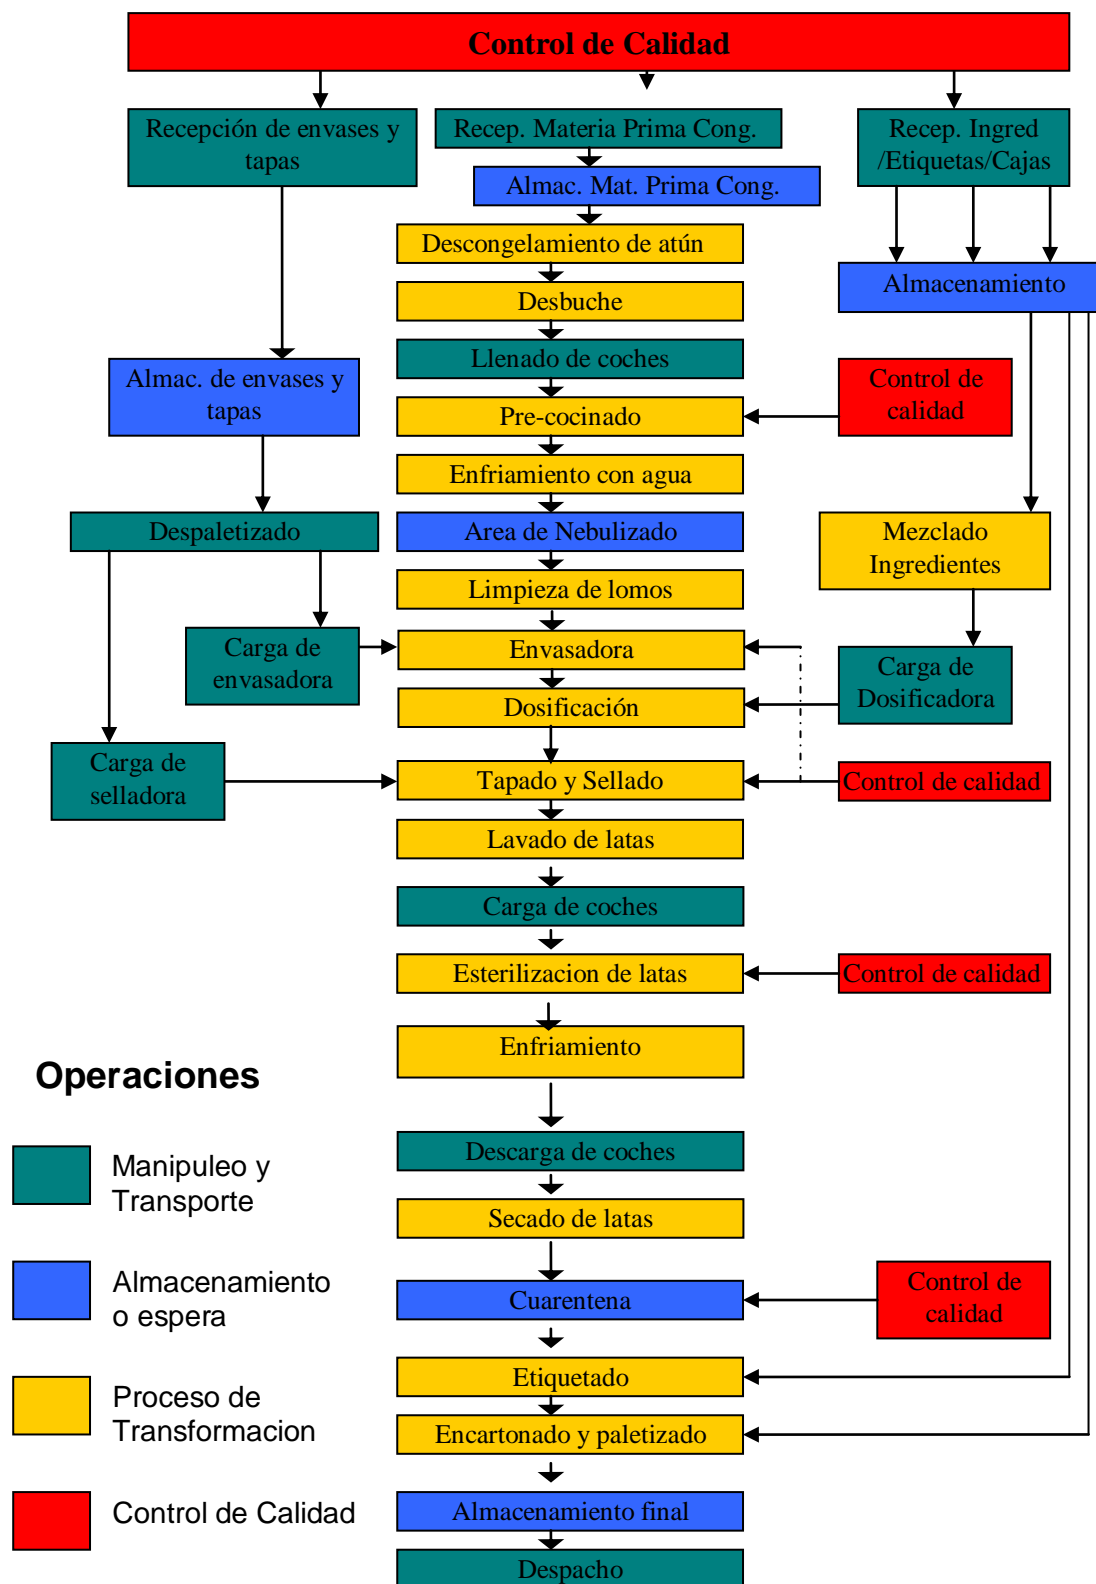 Control de Calidad
Recepción de envases y
tapas
Recep. Materia Prima Cong.
Recep. Ingred
/Etiquetas/Cajas
Almac. Mat. Prima Cong.
Descongelamiento de atún
Almacenamiento
Desbuche
Llenado de coches
Almac. de envases y
tapas
Control de
calidad
Pre-cocinado
Enfriamiento con agua
Despaletizado
Area de Nebulizado
Mezclado
Ingredientes
Limpieza de lomos
Carga de
envasadora
Envasadora
Carga de
Dosificadora
Dosificación
Carga de
selladora
Tapado y Sellado
Control de calidad
Lavado de latas
Carga de coches
Esterilizacion de latas
Control de calidad
Enfriamiento
Operaciones
Descarga de coches
Manipuleo y
Transporte
Secado de latas
Almacenamiento
o espera
Cuarentena
Control de
calidad
Etiquetado
Proceso de
Transformacion
Encartonado y paletizado
Control de Calidad
Almacenamiento final
Despacho